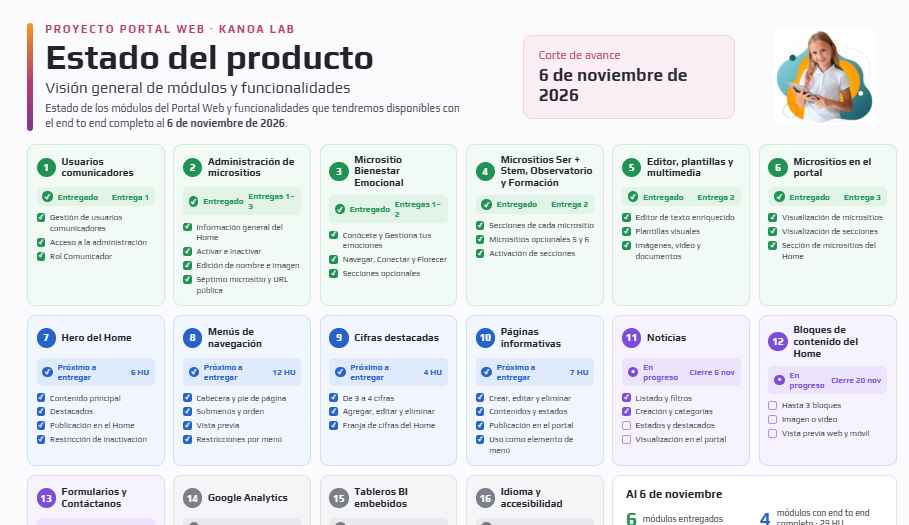 PROYECTO PORTAL WEB · KANOA LAB
Estado del producto
Visión general de módulos y funcionalidades
Estado de los módulos del Portal Web y funcionalidades que tendremos disponibles con
el end to end completo al 6 de noviembre de 2026.
Corte de avance
6 de noviembre de
2026
1 Usuarios
comunicadores
Entregado Entrega 1
Gestión de usuarios
comunicadores
Acceso a la administración
Rol Comunicador
2 Administración de
micrositios
Entregado Entregas 1–
3
Información general del
Home
Activar e inactivar
Edición de nombre e imagen
Séptimo micrositio y URL
pública
3 Micrositio
Bienestar
Emocional
Entregado Entregas 1–
2
Conócete y Gestiona tus
emociones
Navegar, Conectar y Florecer
Secciones opcionales
4 Micrositios Ser +
Stem, Observatorio
y Formación
Entregado Entrega 2
Secciones de cada micrositio
Micrositios opcionales 5 y 6
Activación de secciones
5 Editor, plantillas y
multimedia
Entregado Entrega 2
Editor de texto enriquecido
Plantillas visuales
Imágenes, video y
documentos
6 Micrositios en el
portal
Entregado Entrega 3
Visualización de micrositios
Visualización de secciones
Sección de micrositios del
Home
7 Hero del Home
Próximo a
entregar 6 HU
Contenido principal
Destacados
Publicación en el Home
Restricción de inactivación
8 Menús de
navegación
Próximo a
entregar 12 HU
Cabecera y pie de página
Submenús y orden
Vista previa
Restricciones por menú
9 Cifras destacadas
Próximo a
entregar 4 HU
De 3 a 4 cifras
Agregar, editar y eliminar
Franja de cifras del Home
10 Páginas
informativas
Próximo a
entregar 7 HU
Crear, editar y eliminar
Contenidos y estados
Publicación en el portal
Uso como elemento de
menú
11 Noticias
En
progreso Cierre 6 nov
Listado y filtros
Creación y categorías
Estados y destacados
Visualización en el portal
12 Bloques de
contenido del
Home
En
progreso Cierre 20 nov
Hasta 3 bloques
Imagen o video
Vista previa web y móvil
13 Formularios y
Contáctanos
14 Google Analytics
15 Tableros BI
embebidos
16 Idioma y
accesibilidad
Al 6 de noviembre
6 módulos entregados
4 módulos con end to end
completo · 29 HU